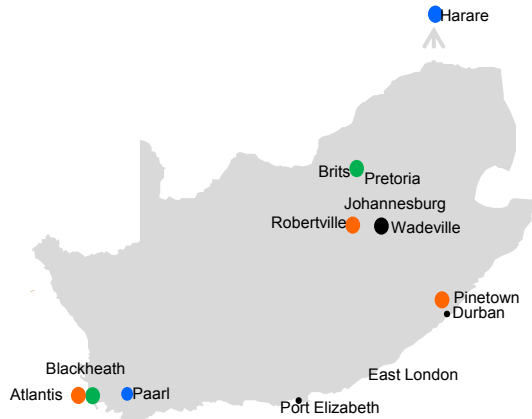 Harare
Brits
Pretoria
Johannesburg
Robertville
Wadeville
Pinetown
Durban
Blackheath
East London
Atlantis
Paarl
Port Elizabeth